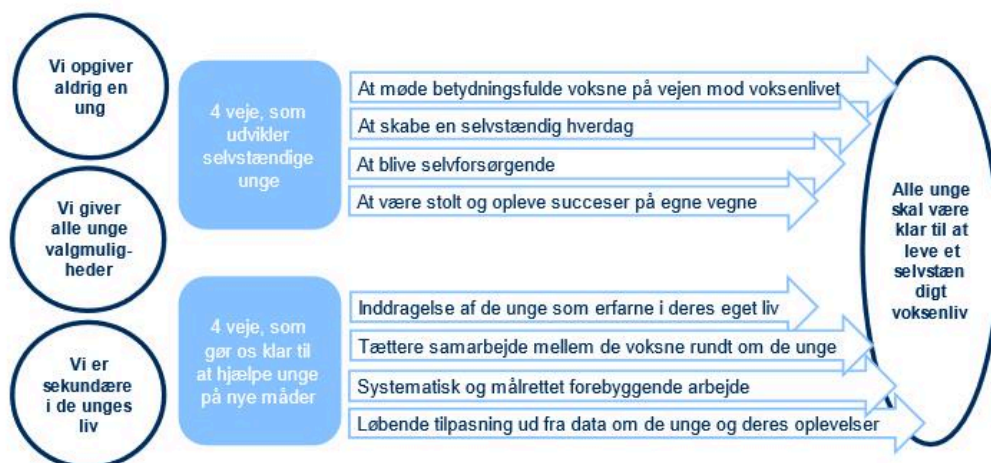 Vi opgiver
aldrig en
ung
Vi giver
alle unge
valgmulig-
heder
Vi er
sekundære
i de unges
liv
4 veje, som
udvikler
selvstændige
unge
At møde betydningsfulde voksne på vejen mod voksenlivet
At skabe en selvstændig hverdag
At blive selvforsørgende
At være stolt og opleve succeser på egne vegne
4 veje, som
gør os klar til
at hjælpe unge
på nye måder
Inddragelse af de unge som erfarne i deres eget liv
Tættere samarbejde mellem de voksne rundt om de unge
Systematisk og målrettet forebyggende arbejde
Løbende tilpasning ud fra data om de unge og deres oplevelser
Alle unge
skal være
klar til at
leve et
selvstæn
digt
voksenliv